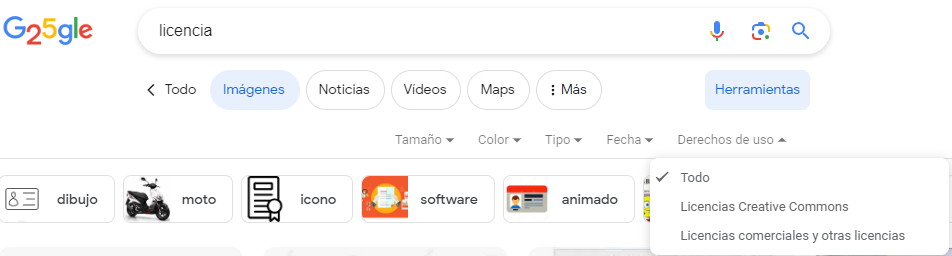 G25gle
licencia
Todo Imágenes Noticias Vídeos Maps Más Herramientas
Tamaño Color Tipo Fecha Derechos de uso
Todo
dibujo moto icono software animado
Licencias Creative Commons
Licencias comerciales y otras licencias